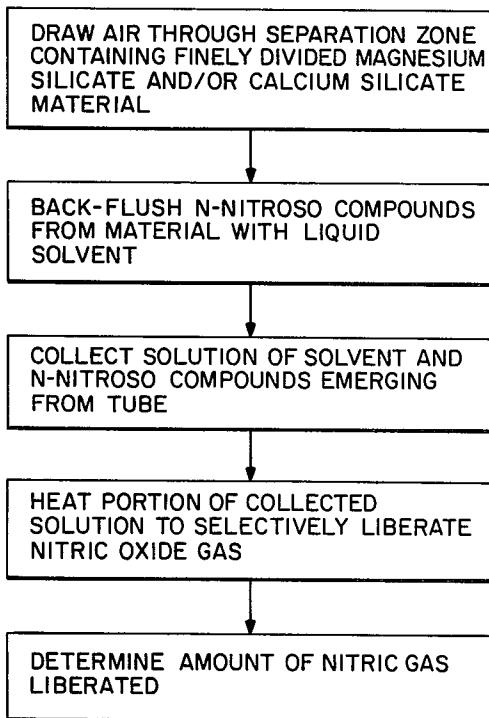 DRAW AIR THROUGH SEPARATION ZONE
CONTAINING FINELY DIVIDED MAGNESIUM
SILICATE AND/OR CALCIUM SILICATE
MATERIAL
BACK-FLUSH N-NITROSO COMPOUNDS
FROM MATERIAL WITH LIQUID
SOLVENT
COLLECT SOLUTION OF SOLVENT AND
N-NITROSO COMPOUNDS EMERGING
FROM TUBE
HEAT PORTION OF COLLECTED
SOLUTION TO SELECTIVELY LIBERATE
NITRIC OXIDE GAS
DETERMINE AMOUNT OF NITRIC GAS
LIBERATED